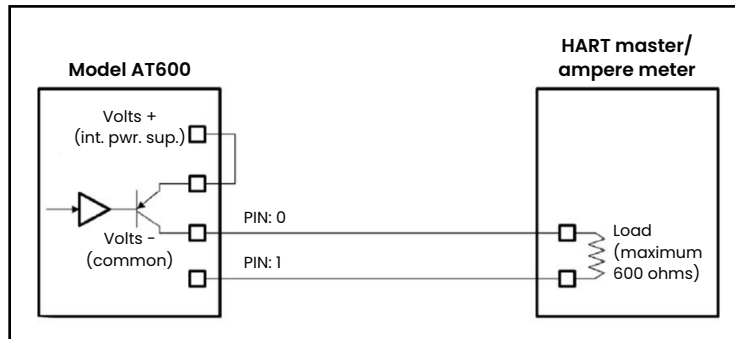 Model AT600
HART master/
ampere meter
Volts +
(int. pwr. sup.)
PIN: 0
Volts -
(common)
PIN: 1
Load
(maximum
600 ohms)